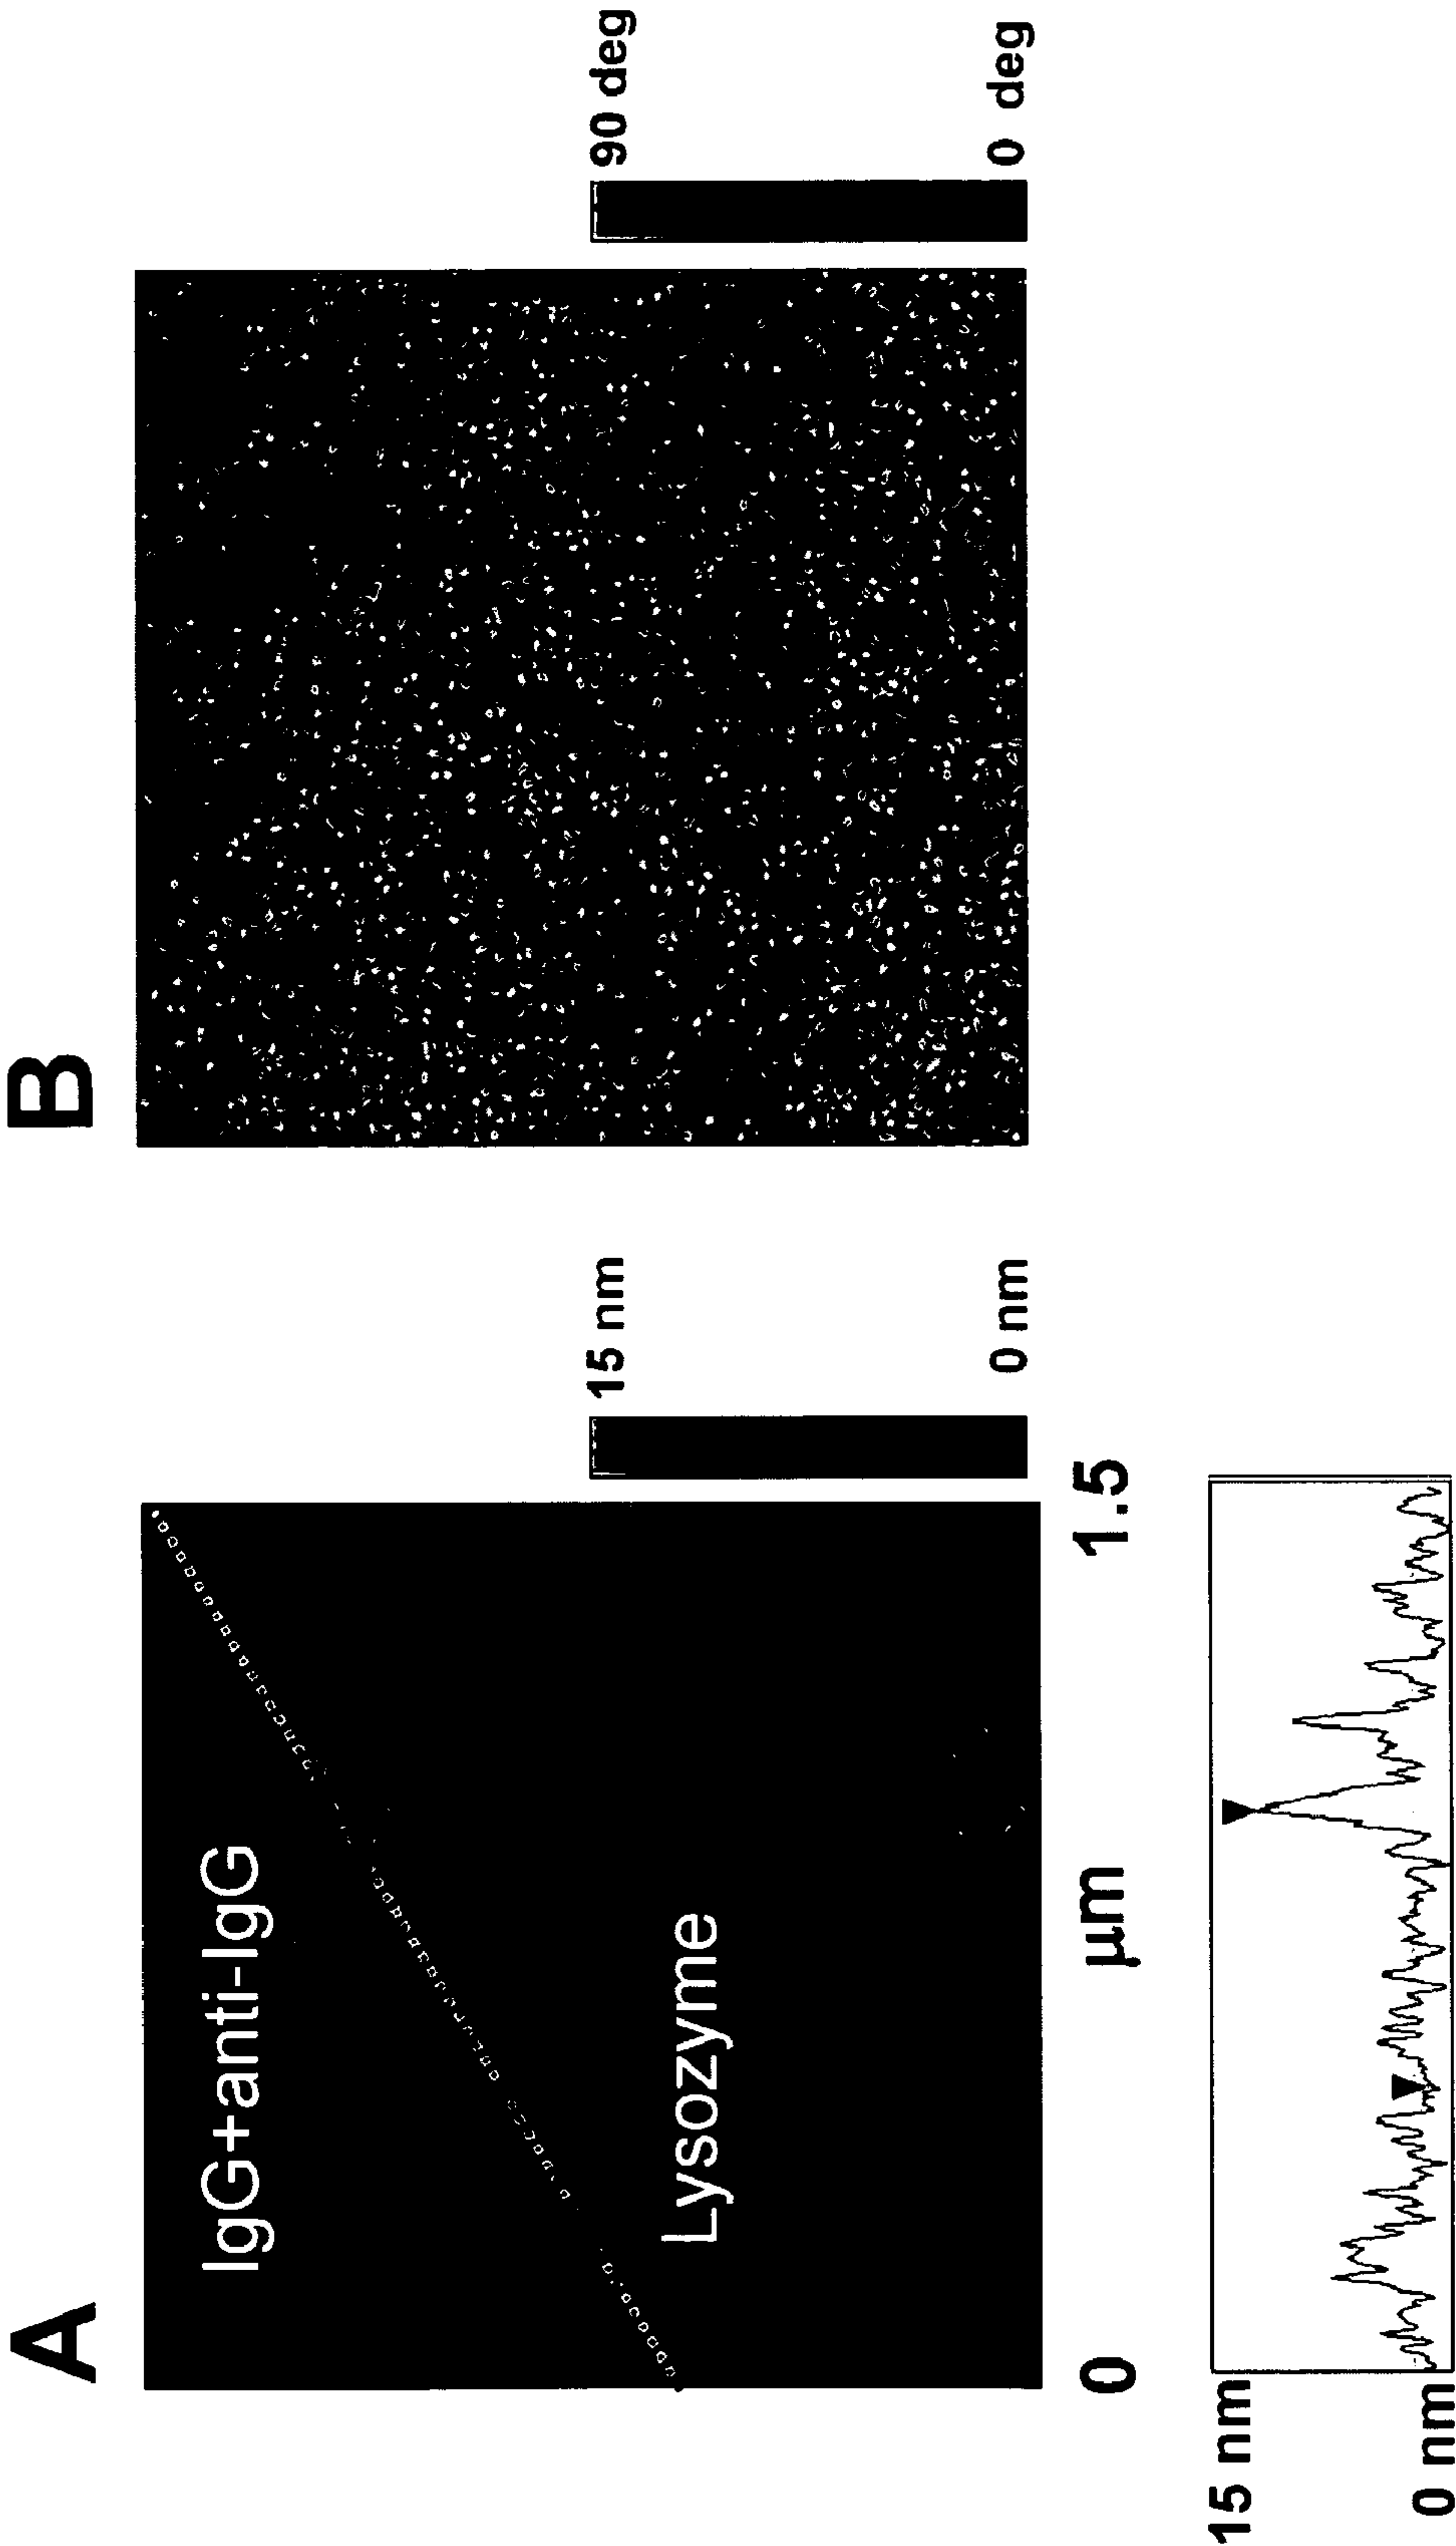 A
IgG+anti-IgG
Lysozyme
15 nm
0 nm
0
μm
1.5
15 nm
0 nm
B
90 deg
0 deg